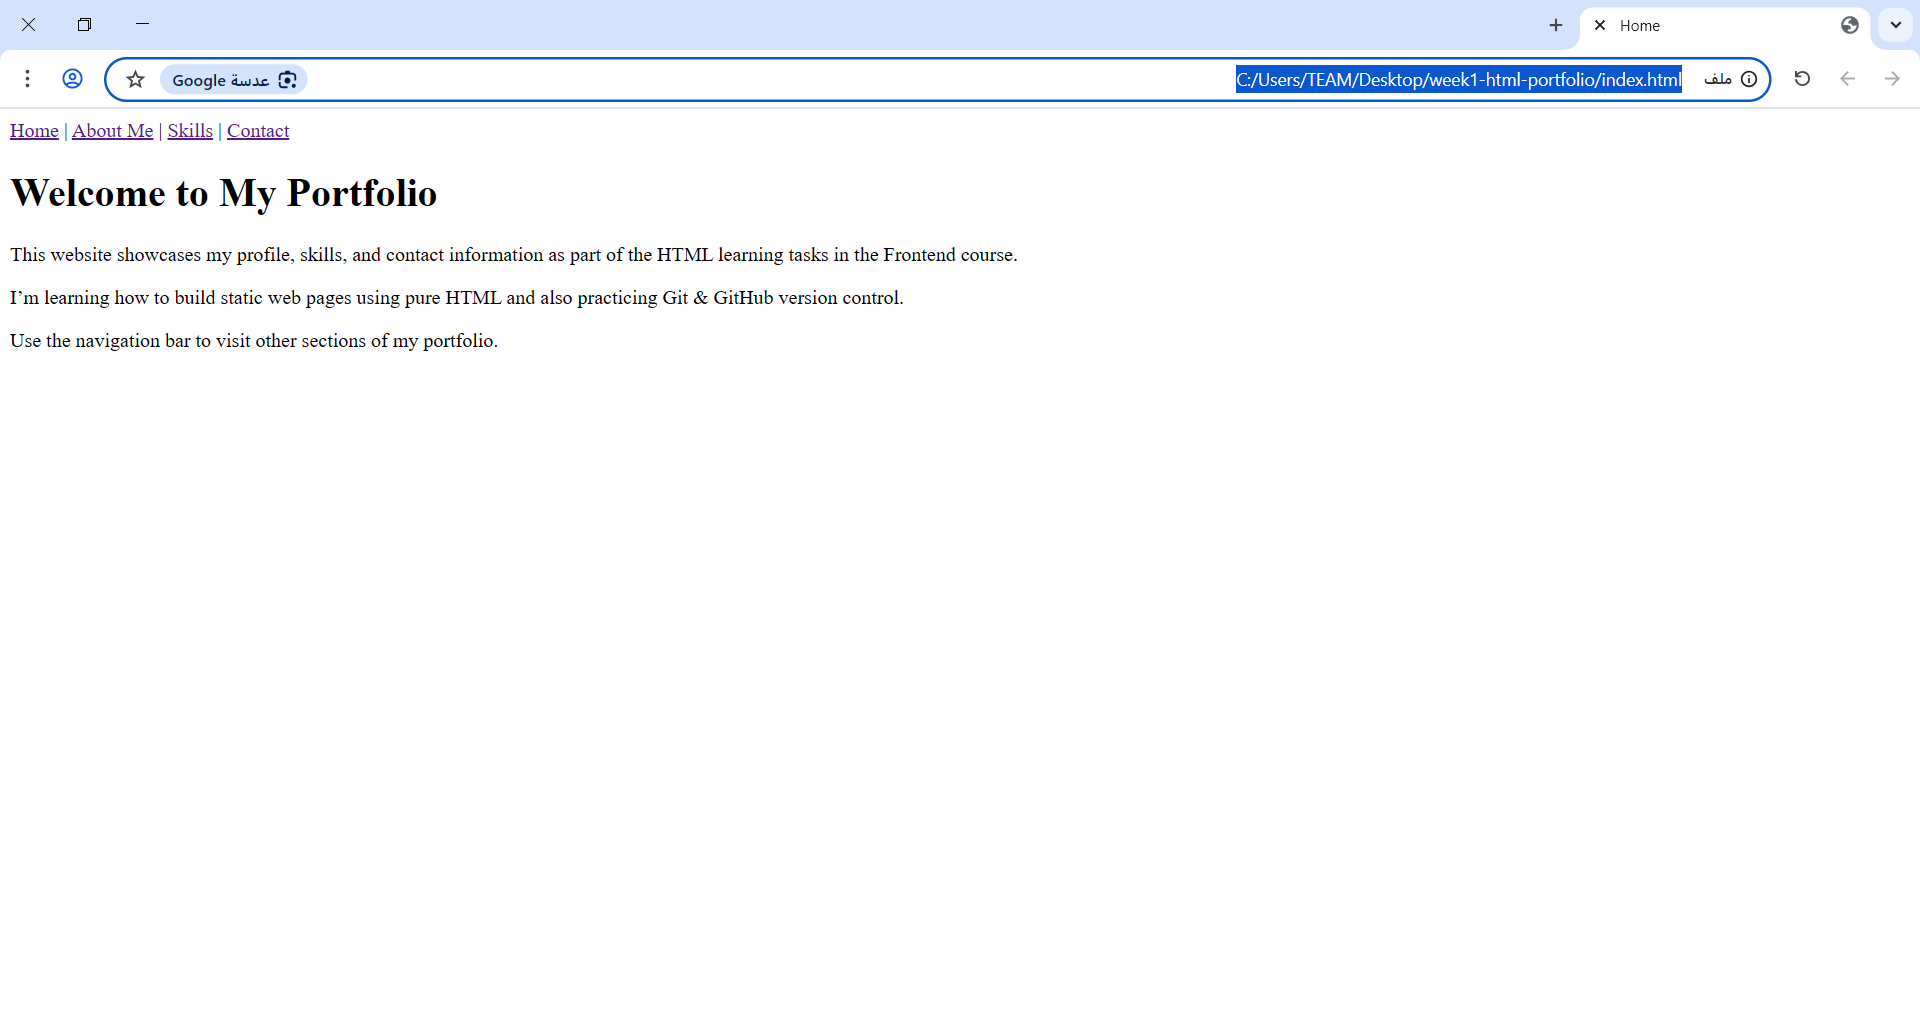 Home
C:/Users/TEAM/Desktop/week1-html-portfolio/index.html ملف
عدسة Google
Home | About Me | Skills | Contact
Welcome to My Portfolio
This website showcases my profile, skills, and contact information as part of the HTML learning tasks in the Frontend course.
I’m learning how to build static web pages using pure HTML and also practicing Git & GitHub version control.
Use the navigation bar to visit other sections of my portfolio.